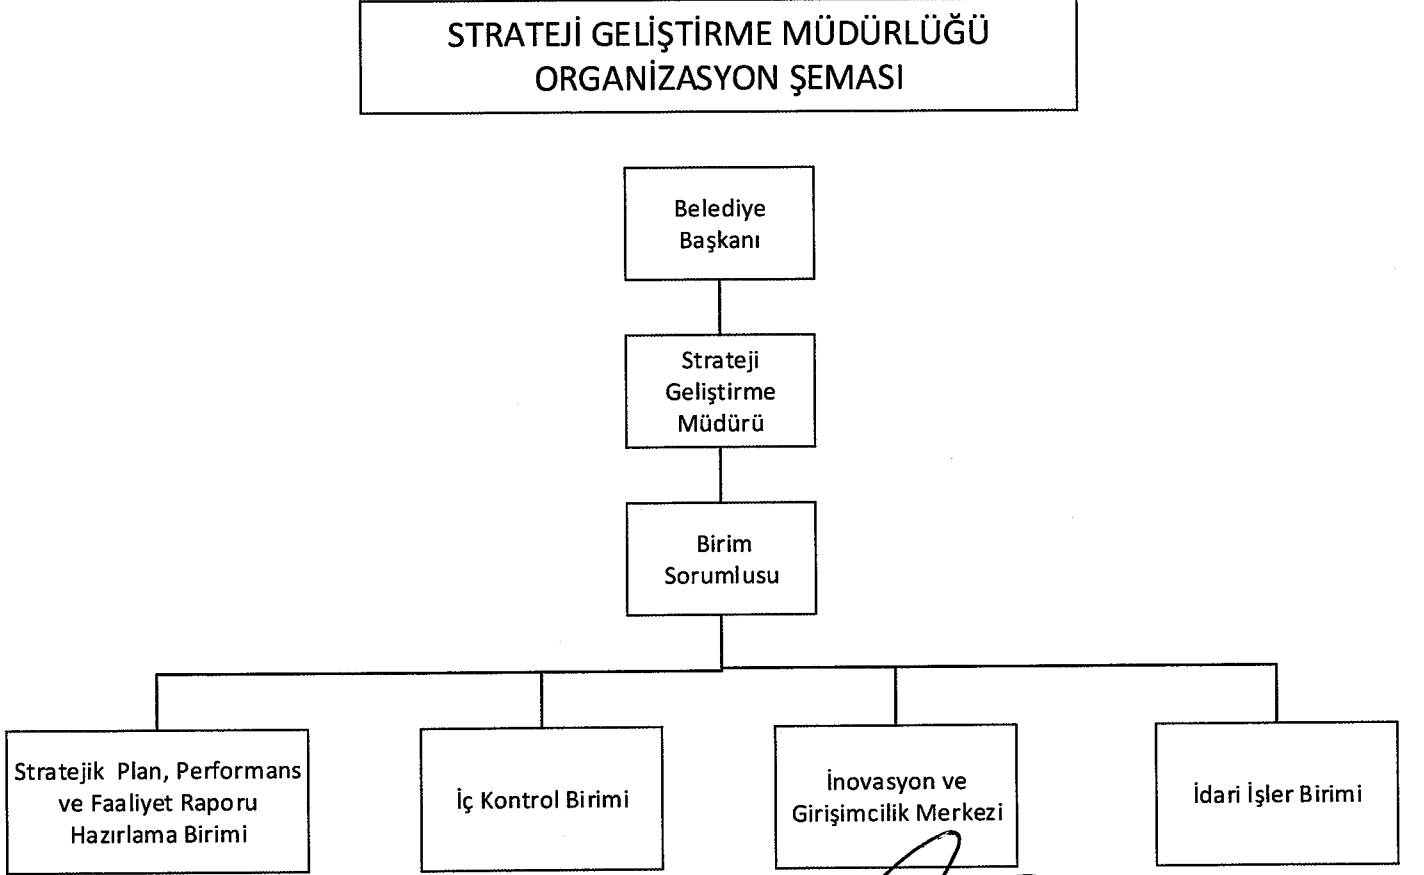 STRATEJİ GELİŞTİRME MÜDÜRLÜĞÜ
ORGANİZASYON ŞEMASI
Belediye
Başkanı
Strateji
Geliştirme
Müdürü
Birim
Sorumlusu
Stratejik Plan, Performans
ve Faaliyet Raporu
Hazırlama Birimi
İç Kontrol Birimi
İnovasyon ve
Girişimcilik Merkezi
İdari İşler Birimi